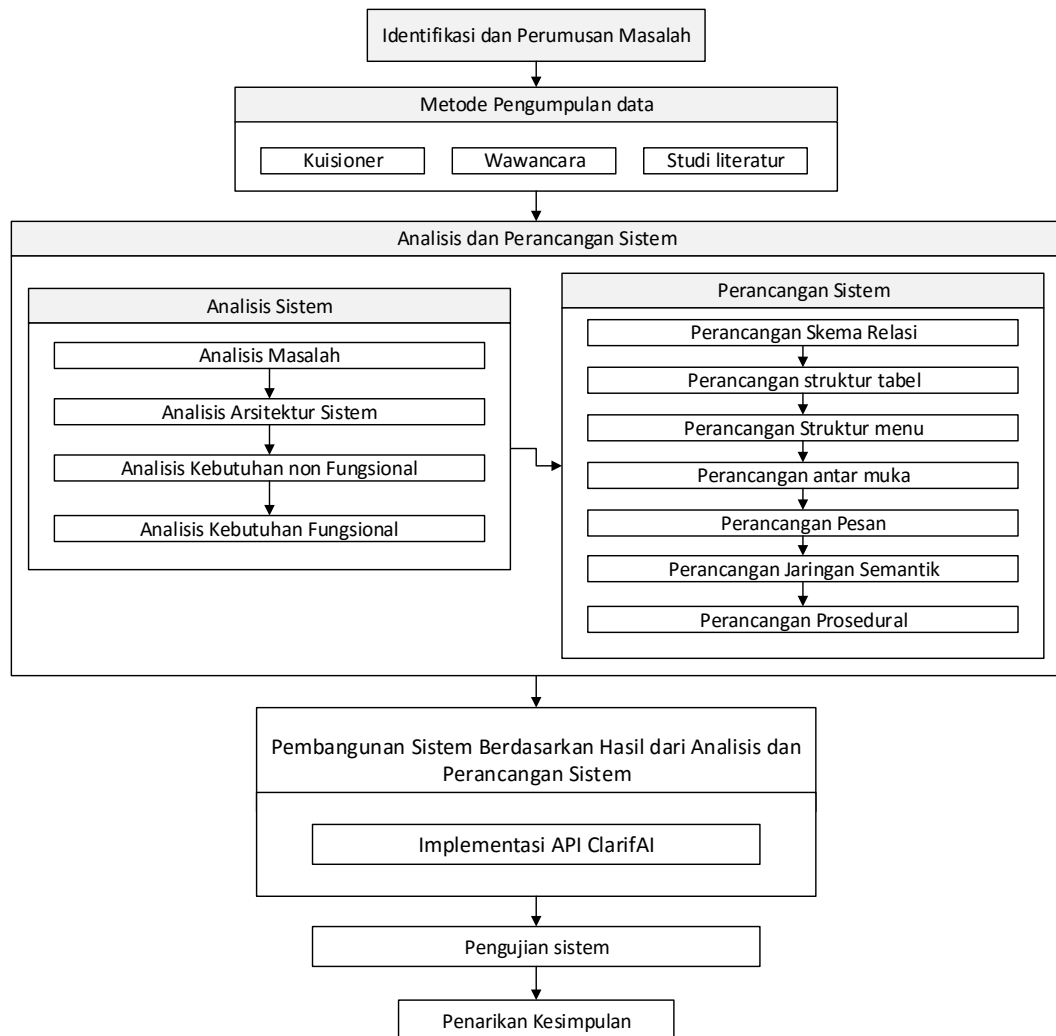 Identifikasi dan Perumusan Masalah
Metode Pengumpulan data
Kuisioner
Wawancara
Studi literatur
Analisis dan Perancangan Sistem
Analisis Sistem
Analisis Masalah
Analisis Arsitektur Sistem
Analisis Kebutuhan non Fungsional
Analisis Kebutuhan Fungsional
Perancangan Sistem
Perancangan Skema Relasi
Perancangan struktur tabel
Perancangan Struktur menu
Perancangan antar muka
Perancangan Pesan
Perancangan Jaringan Semantik
Perancangan Prosedural
Pembangunan Sistem Berdasarkan Hasil dari Analisis dan
Perancangan Sistem
Implementasi API ClarifAI
Pengujian sistem
Penarikan Kesimpulan